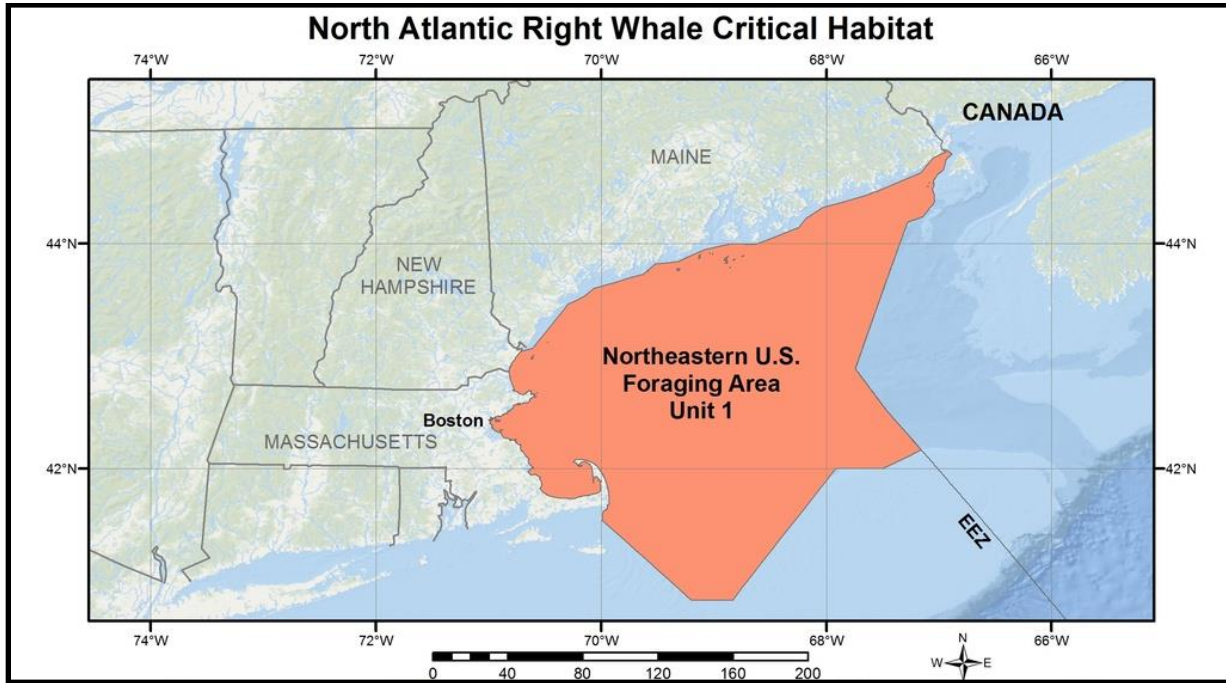 North Atlantic Right Whale Critical Habitat
74°W 72°W 70°W 68°W 66°W
CANADA
MAINE
44°N 44°N
NEW
HAMPSHIRE
Northeastern U.S.
Foraging Area
Unit 1
Boston
MASSACHUSETTS
42°N 42°N
EEZ
74°W 72°W 70°W 68°W 66°W
N
W E
S
0 40 80 120 160 200